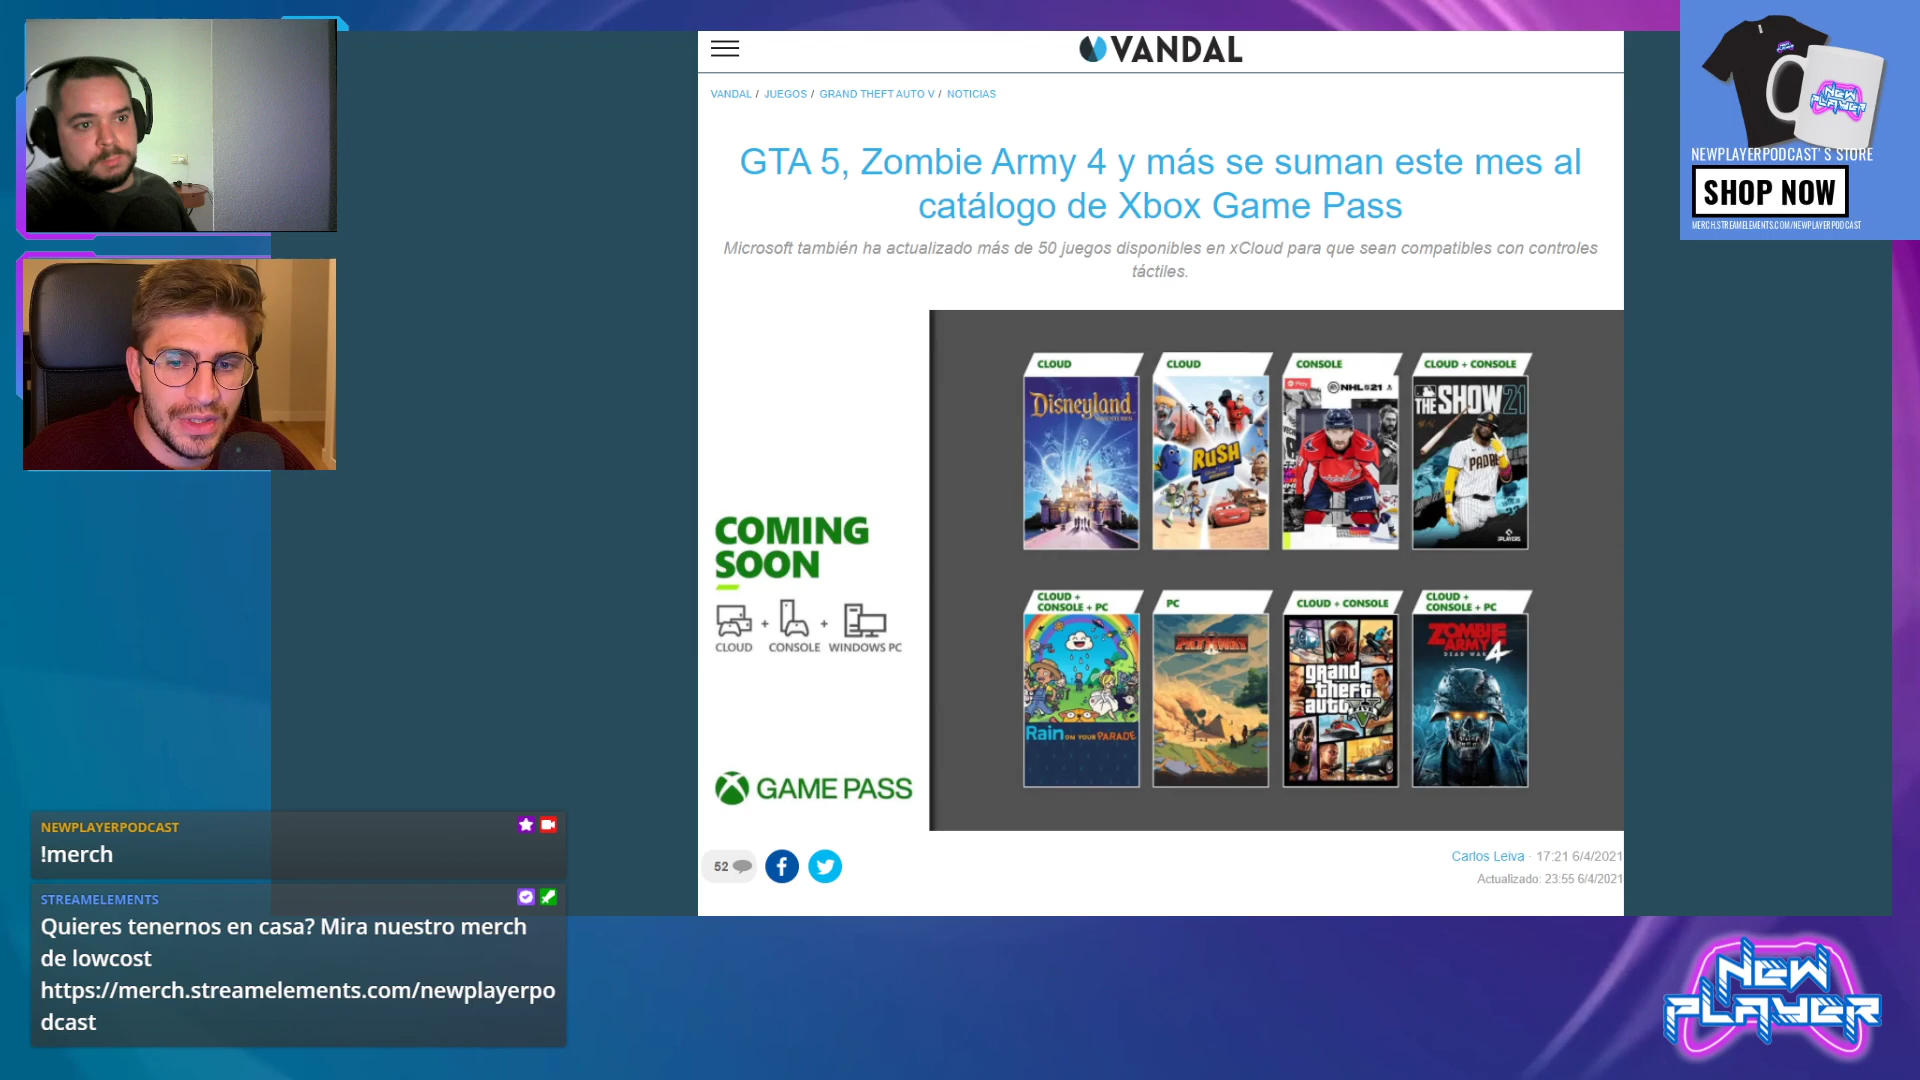 VANDAL
VANDAL / JUEGOS / GRAND THEFT AUTO V / NOTICIAS
GTA 5, Zombie Army 4 y más se suman este mes al
catálogo de Xbox Game Pass
Microsoft también ha actualizado más de 50 juegos disponibles en xCloud para que sean compatibles con controles
táctiles.
CLOUD
CLOUD
CONSOLE
CLOUD + CONSOLE
Disneyland
RUSH
NHL 21
THE SHOW 21
PADRES
COMING
SOON
CLOUD + CONSOLE + WINDOWS PC
CLOUD +
CONSOLE + PC
PC
CLOUD + CONSOLE
CLOUD +
CONSOLE + PC
Rain ON YOUR PARADE
PATHWAY
grand
theft
auto V
ZOMBIE
ARMY 4
DEAD WAR
GAME PASS
52
Carlos Leiva · 17:21 6/4/2021
Actualizado: 23:55 6/4/2021
NEW
PLAYER
NEWPLAYERPODCAST'S STORE
SHOP NOW
MERCH.STREAMELEMENTS.COM/NEWPLAYERPODCAST
NEWPLAYERPODCAST
!merch
STREAMELEMENTS
Quieres tenernos en casa? Mira nuestro merch
de lowcost
https://merch.streamelements.com/newplayerpo
dcast
NEW
PLAYER